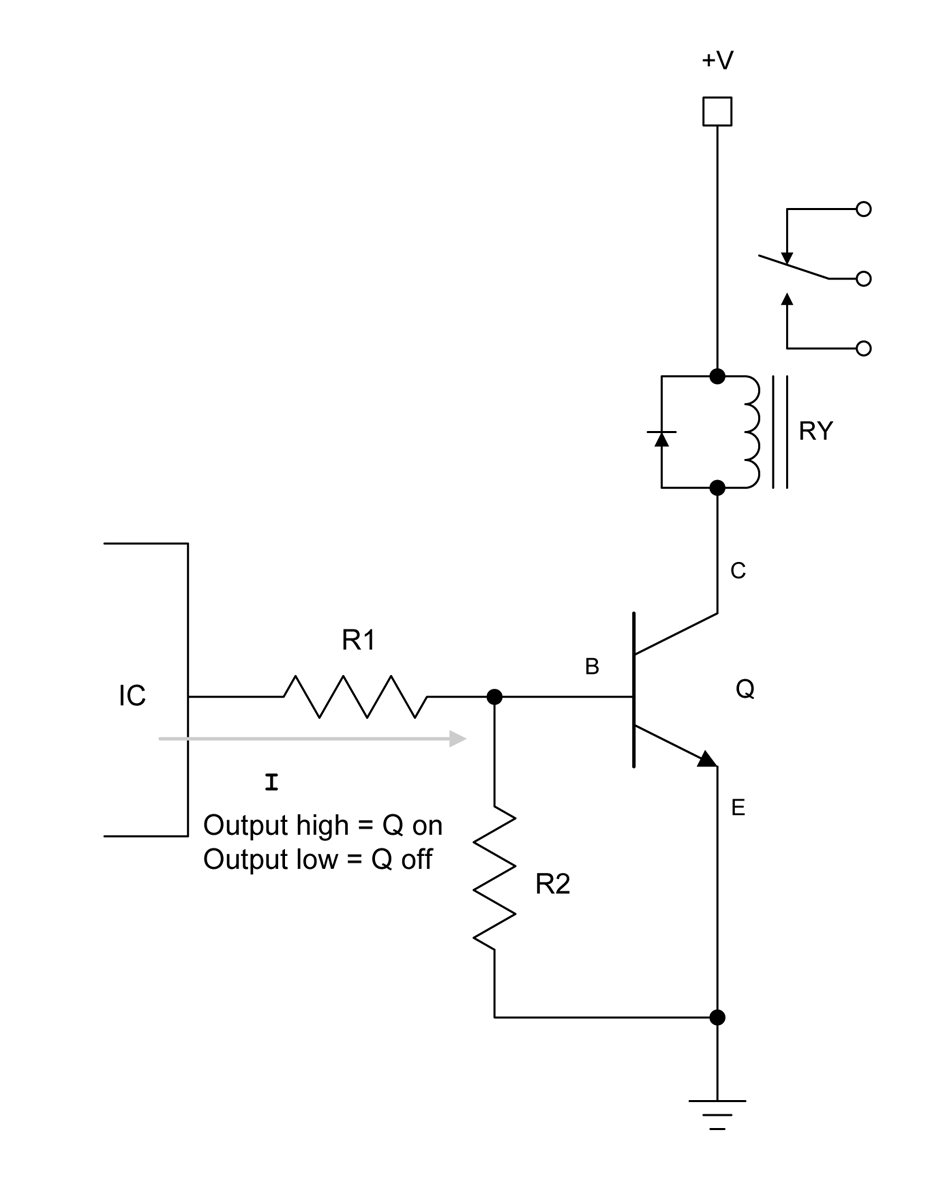 +V
RY
C
R1
B
IC
Q
I
E
Output high = Q on
Output low = Q off
R2